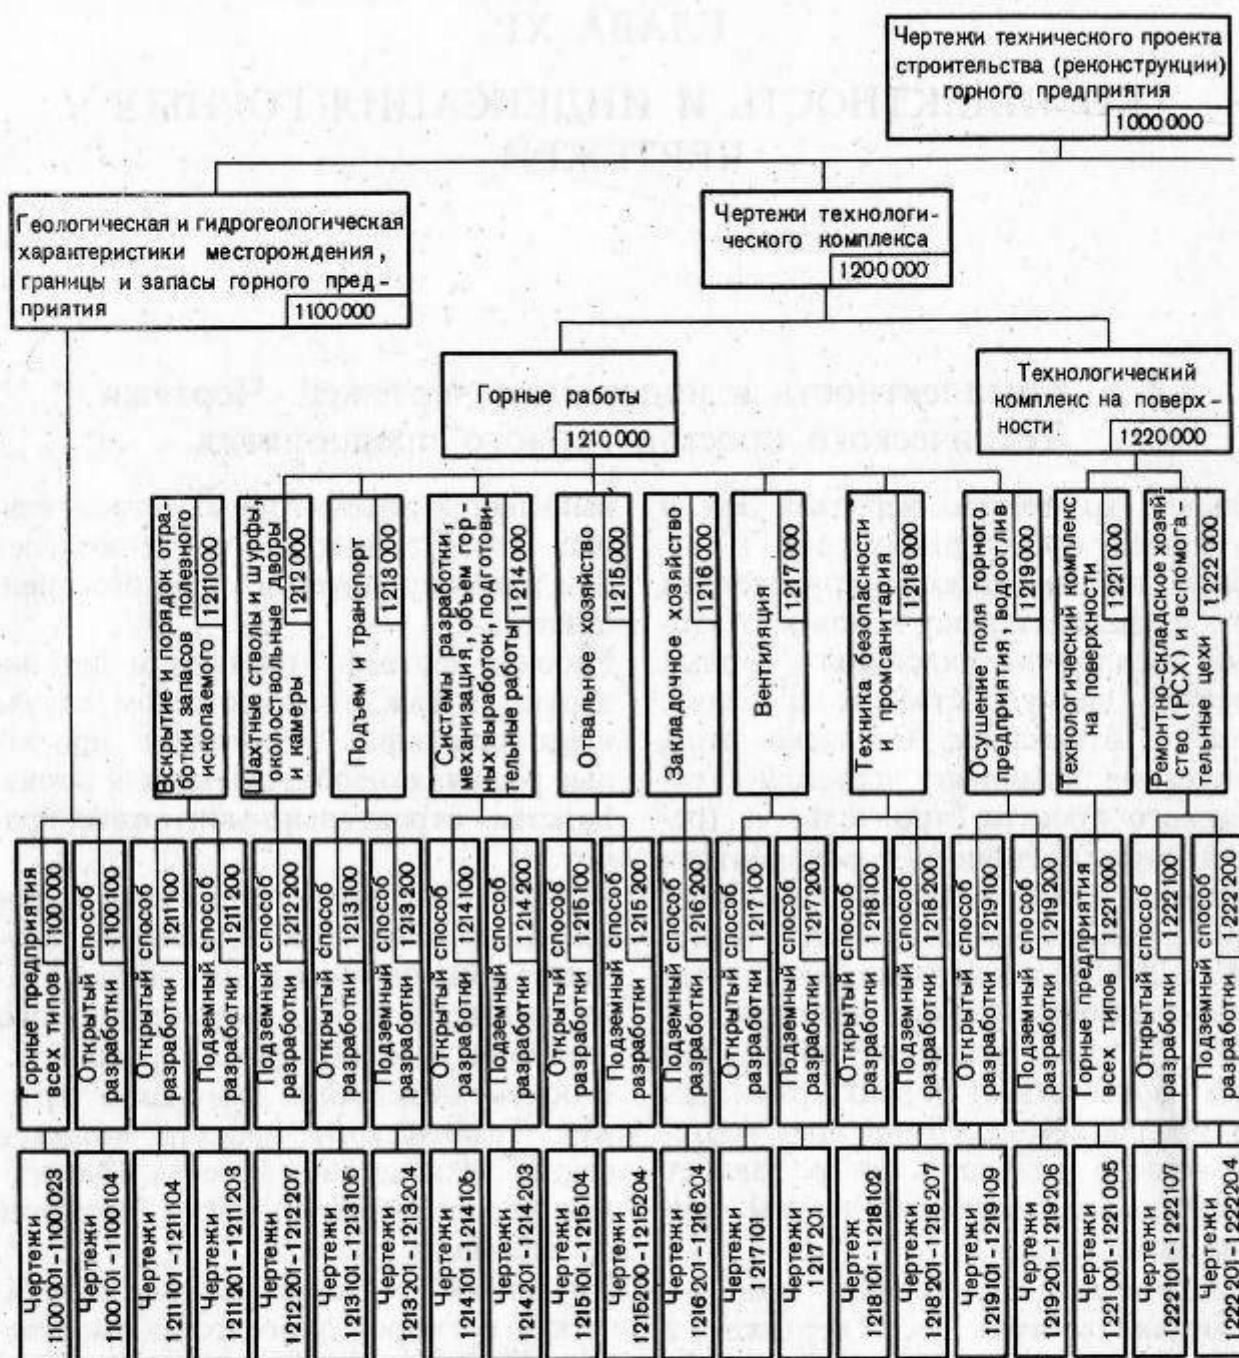 Чертежи технического проекта
строительства (реконструкции)
горного предприятия
1000000
Геологическая и гидрогеологическая
характеристики месторождения,
границы и запасы горного пред-
приятия
1100000
Чертежи технологи-
ческого комплекса
1200000
Горные работы
1210000
Технологический
комплекс на поверх-
ности
1220000
Вскрытие и порядок отра-
ботки запасов полезного
ископаемого
1211000
Шахтные стволы и шурфы,
околоствольные дворы
и камеры
1212000
Подъем и транспорт
1213000
Системы разработки,
механизация, объем гор-
ных выработок, подготови-
тельные работы
1214000
Отвальное хозяйство
1215000
Закладочное хозяйство
1216000
Вентиляция
1217000
Техника безопасности
и промсанитария
1218000
Осушение поля горного
предприятия, водоотлив
1219000
Технологический комплекс
на поверхности
1221000
Ремонтно-складское хозяй-
ство (РСХ) и вспомога-
тельные цехи
1222000
Горные предприятия
всех типов
1100000
Открытый способ
разработки
1100100
Открытый способ
разработки
1211100
Подземный способ
разработки
1211200
Подземный способ
разработки
1212200
Открытый способ
разработки
1213100
Подземный способ
разработки
1213200
Открытый способ
разработки
1214100
Подземный способ
разработки
1214200
Открытый способ
разработки
1215100
Подземный способ
разработки
1215200
Подземный способ
разработки
1216200
Открытый способ
разработки
1217100
Подземный способ
разработки
1217200
Открытый способ
разработки
1218100
Подземный способ
разработки
1218200
Открытый способ
разработки
1219100
Подземный способ
разработки
1219200
Горные предприятия
всех типов
1221000
Открытый способ
разработки
1222100
Подземный способ
разработки
1222200
Чертежи
1100001-1100023
Чертежи
1100101-1100104
Чертежи
1211101-1211104
Чертежи
1211201-1211203
Чертежи
1212201-1212207
Чертежи
1213101-1213105
Чертежи
1213201-1213204
Чертежи
1214101-1214106
Чертежи
1214201-1214203
Чертежи
1215101-1215104
Чертежи
1215200-1215204
Чертежи
1216201-1216204
Чертежи
1217101
Чертежи
1217201
Чертеж
1218101-1218102
Чертежи
1218201-1218207
Чертежи
1219101-1219109
Чертежи
1219201-1219206
Чертежи
1221001-1221005
Чертежи
1222101-1222107
Чертежи
1222201-1222204